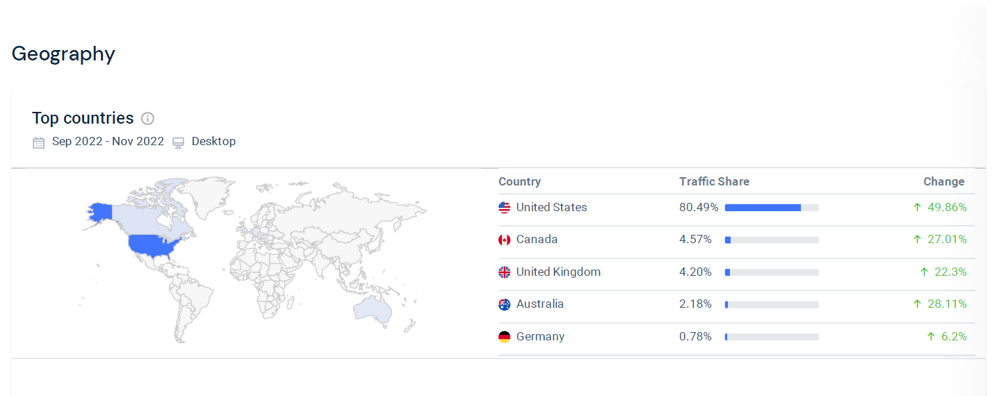 Geography
Top countries
Sep 2022 - Nov 2022 Desktop
Country Traffic Share Change
United States 80.49% ↑ 49.86%
Canada 4.57% ↑ 27.01%
United Kingdom 4.20% ↑ 22.3%
Australia 2.18% ↑ 28.11%
Germany 0.78% ↑ 6.2%